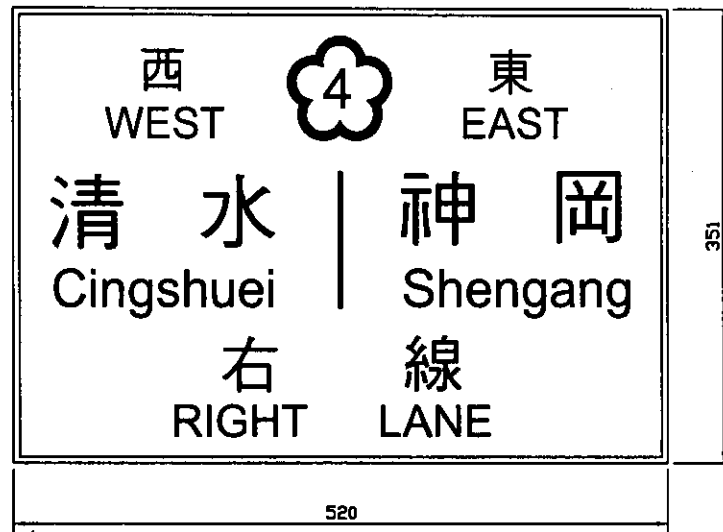 西 4 東
WEST EAST
清水 神岡
Cingshuei Shengang
右線
RIGHT LANE
351
520